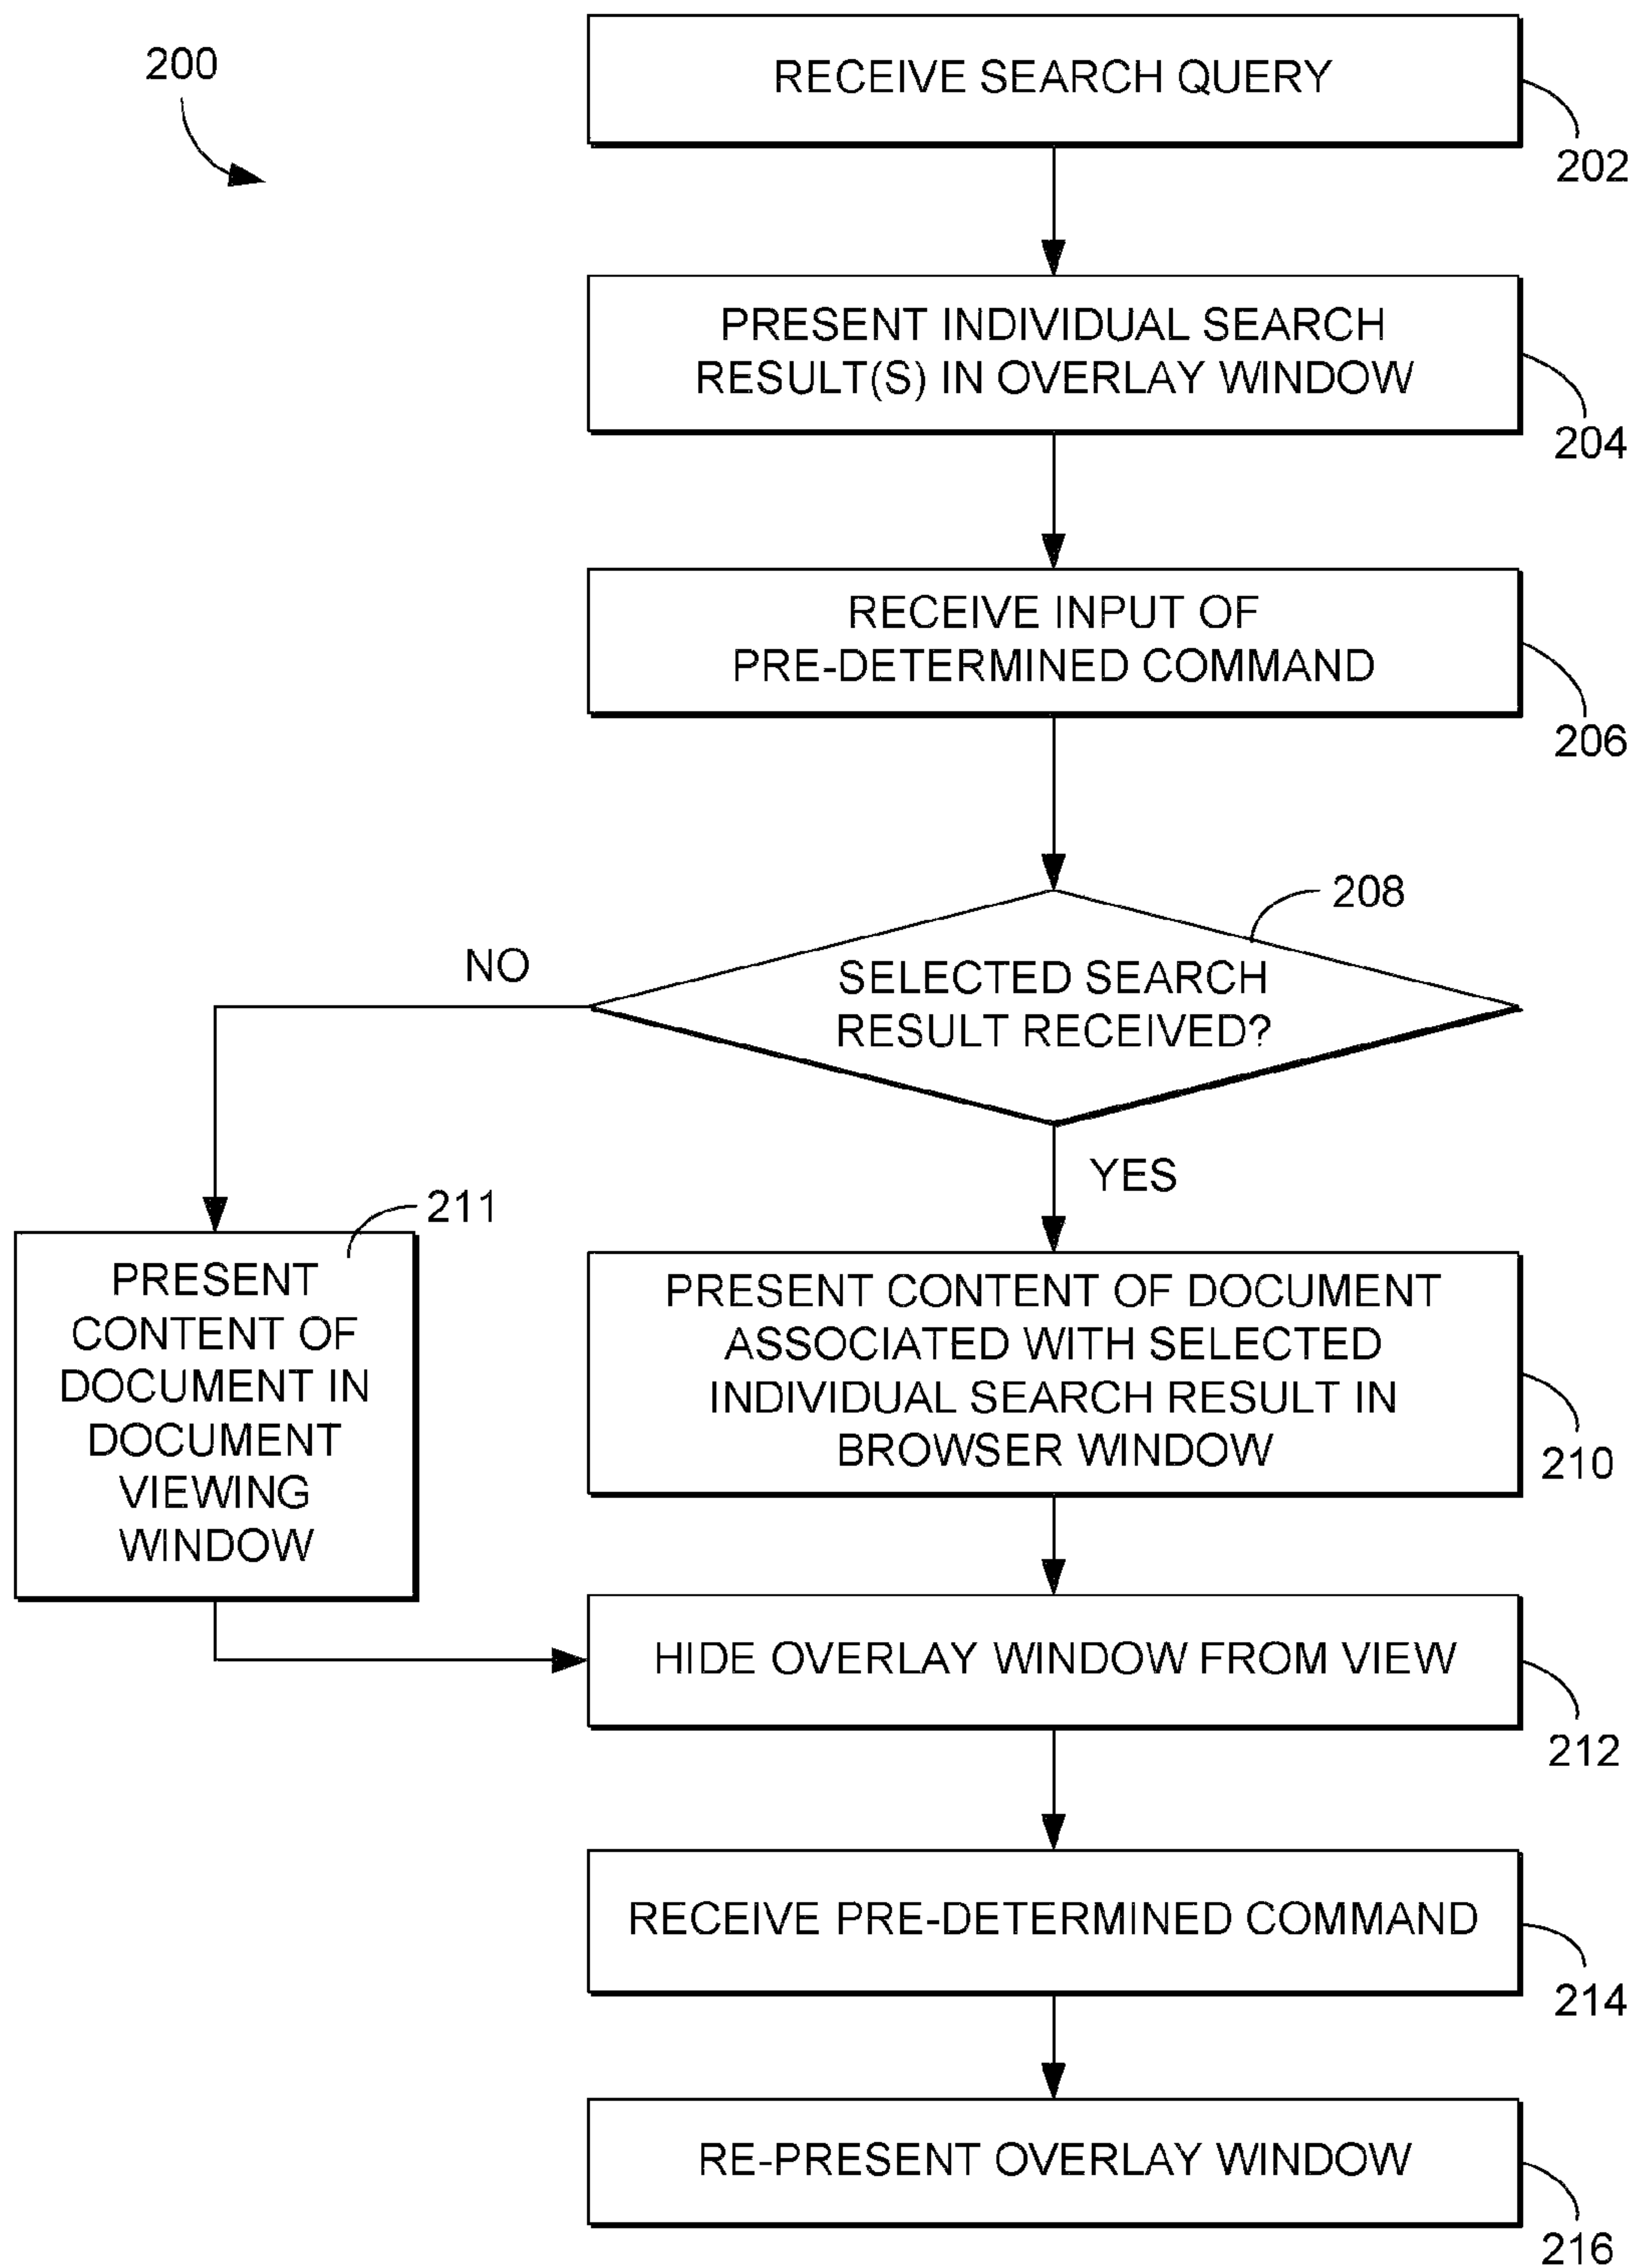 200
RECEIVE SEARCH QUERY
202
PRESENT INDIVIDUAL SEARCH
RESULT(S) IN OVERLAY WINDOW
204
RECEIVE INPUT OF
PRE-DETERMINED COMMAND
206
208
SELECTED SEARCH
RESULT RECEIVED?
NO
YES
211
PRESENT
CONTENT OF
DOCUMENT IN
DOCUMENT
VIEWING
WINDOW
PRESENT CONTENT OF DOCUMENT
ASSOCIATED WITH SELECTED
INDIVIDUAL SEARCH RESULT IN
BROWSER WINDOW
210
HIDE OVERLAY WINDOW FROM VIEW
212
RECEIVE PRE-DETERMINED COMMAND
214
RE-PRESENT OVERLAY WINDOW
216